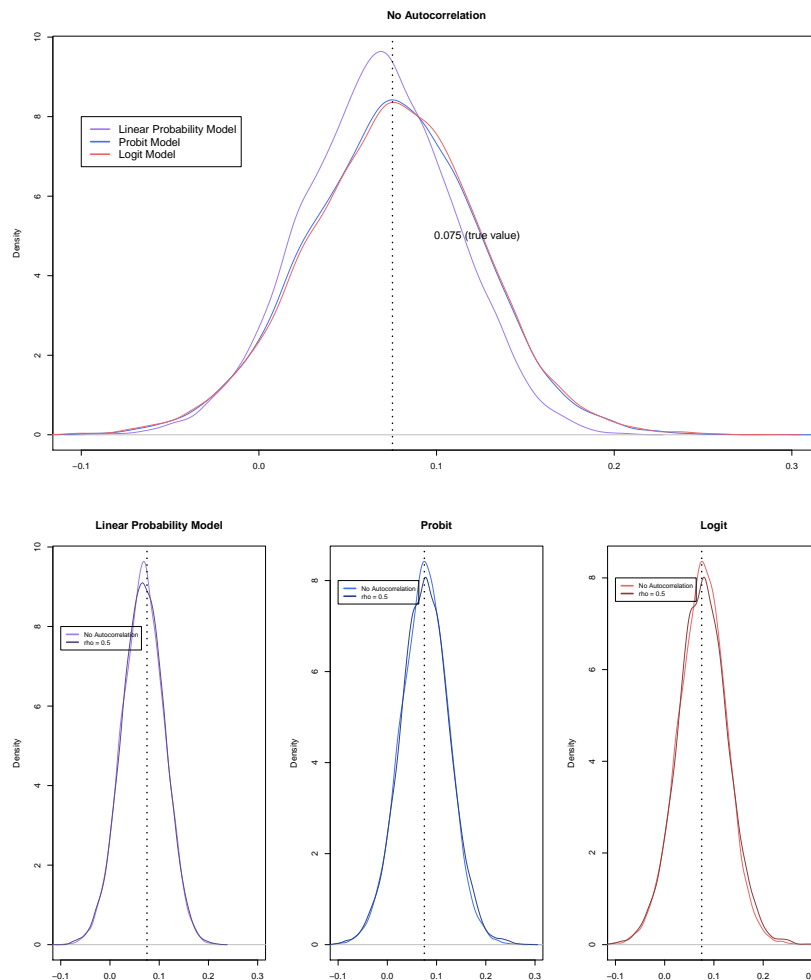 No Autocorrelation
10
8
6
4
2
0
Density
Linear Probability Model
Probit Model
Logit Model
0.075 (true value)
−0.1 0.0 0.1 0.2 0.3
Linear Probability Model
10
8
6
4
2
0
Density
No Autocorrelation
rho = 0.5
−0.1 0.0 0.1 0.2 0.3
Probit
8
6
4
2
0
Density
No Autocorrelation
rho = 0.5
−0.1 0.0 0.1 0.2 0.3
Logit
8
6
4
2
0
Density
No Autocorrelation
rho = 0.5
−0.1 0.0 0.1 0.2 0.3